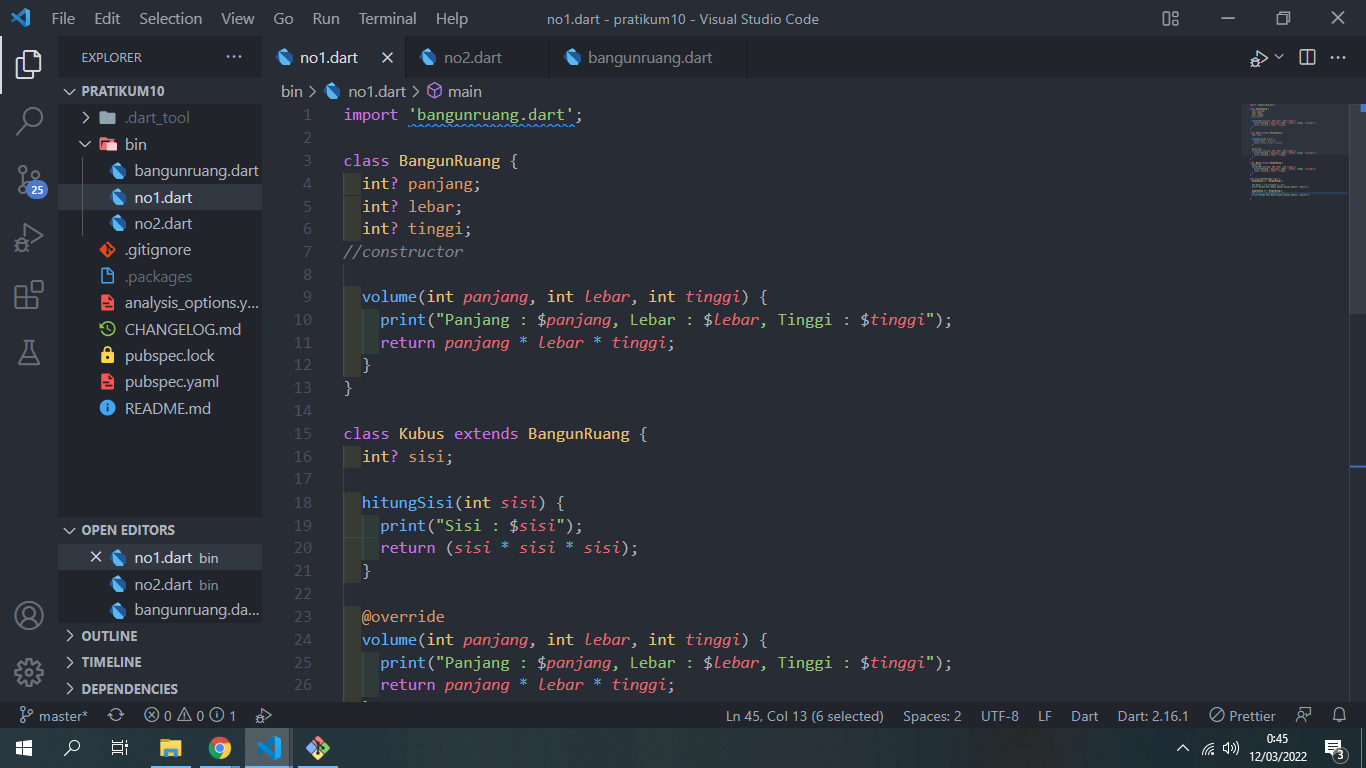 File Edit Selection View Go Run Terminal Help no1.dart - pratikum10 - Visual Studio Code
EXPLORER ...
no1.dart
no2.dart
bangunruang.dart
PRATIKUM10
.dart_tool
bin
bangunruang.dart
no1.dart
no2.dart
.gitignore
.packages
analysis_options.y...
CHANGELOG.md
pubspec.lock
pubspec.yaml
README.md
25
OPEN EDITORS
no1.dart bin
no2.dart bin
bangunruang.da...
OUTLINE
TIMELINE
DEPENDENCIES
bin > no1.dart > main
1 import 'bangunruang.dart';
2
3 class BangunRuang {
4 int? panjang;
5 int? lebar;
6 int? tinggi;
7 //constructor
8
9 volume(int panjang, int lebar, int tinggi) {
10 print("Panjang : $panjang, Lebar : $lebar, Tinggi : $tinggi");
11 return panjang * lebar * tinggi;
12 }
13 }
14
15 class Kubus extends BangunRuang {
16 int? sisi;
17
18 hitungSisi(int sisi) {
19 print("Sisi : $sisi");
20 return (sisi * sisi * sisi);
21 }
22
23 @override
24 volume(int panjang, int lebar, int tinggi) {
25 print("Panjang : $panjang, Lebar : $lebar, Tinggi : $tinggi");
26 return panjang * lebar * tinggi;
master* 0 0 1 Ln 45, Col 13 (6 selected) Spaces: 2 UTF-8 LF Dart Dart: 2.16.1 Prettier
0:45
12/03/2022
3